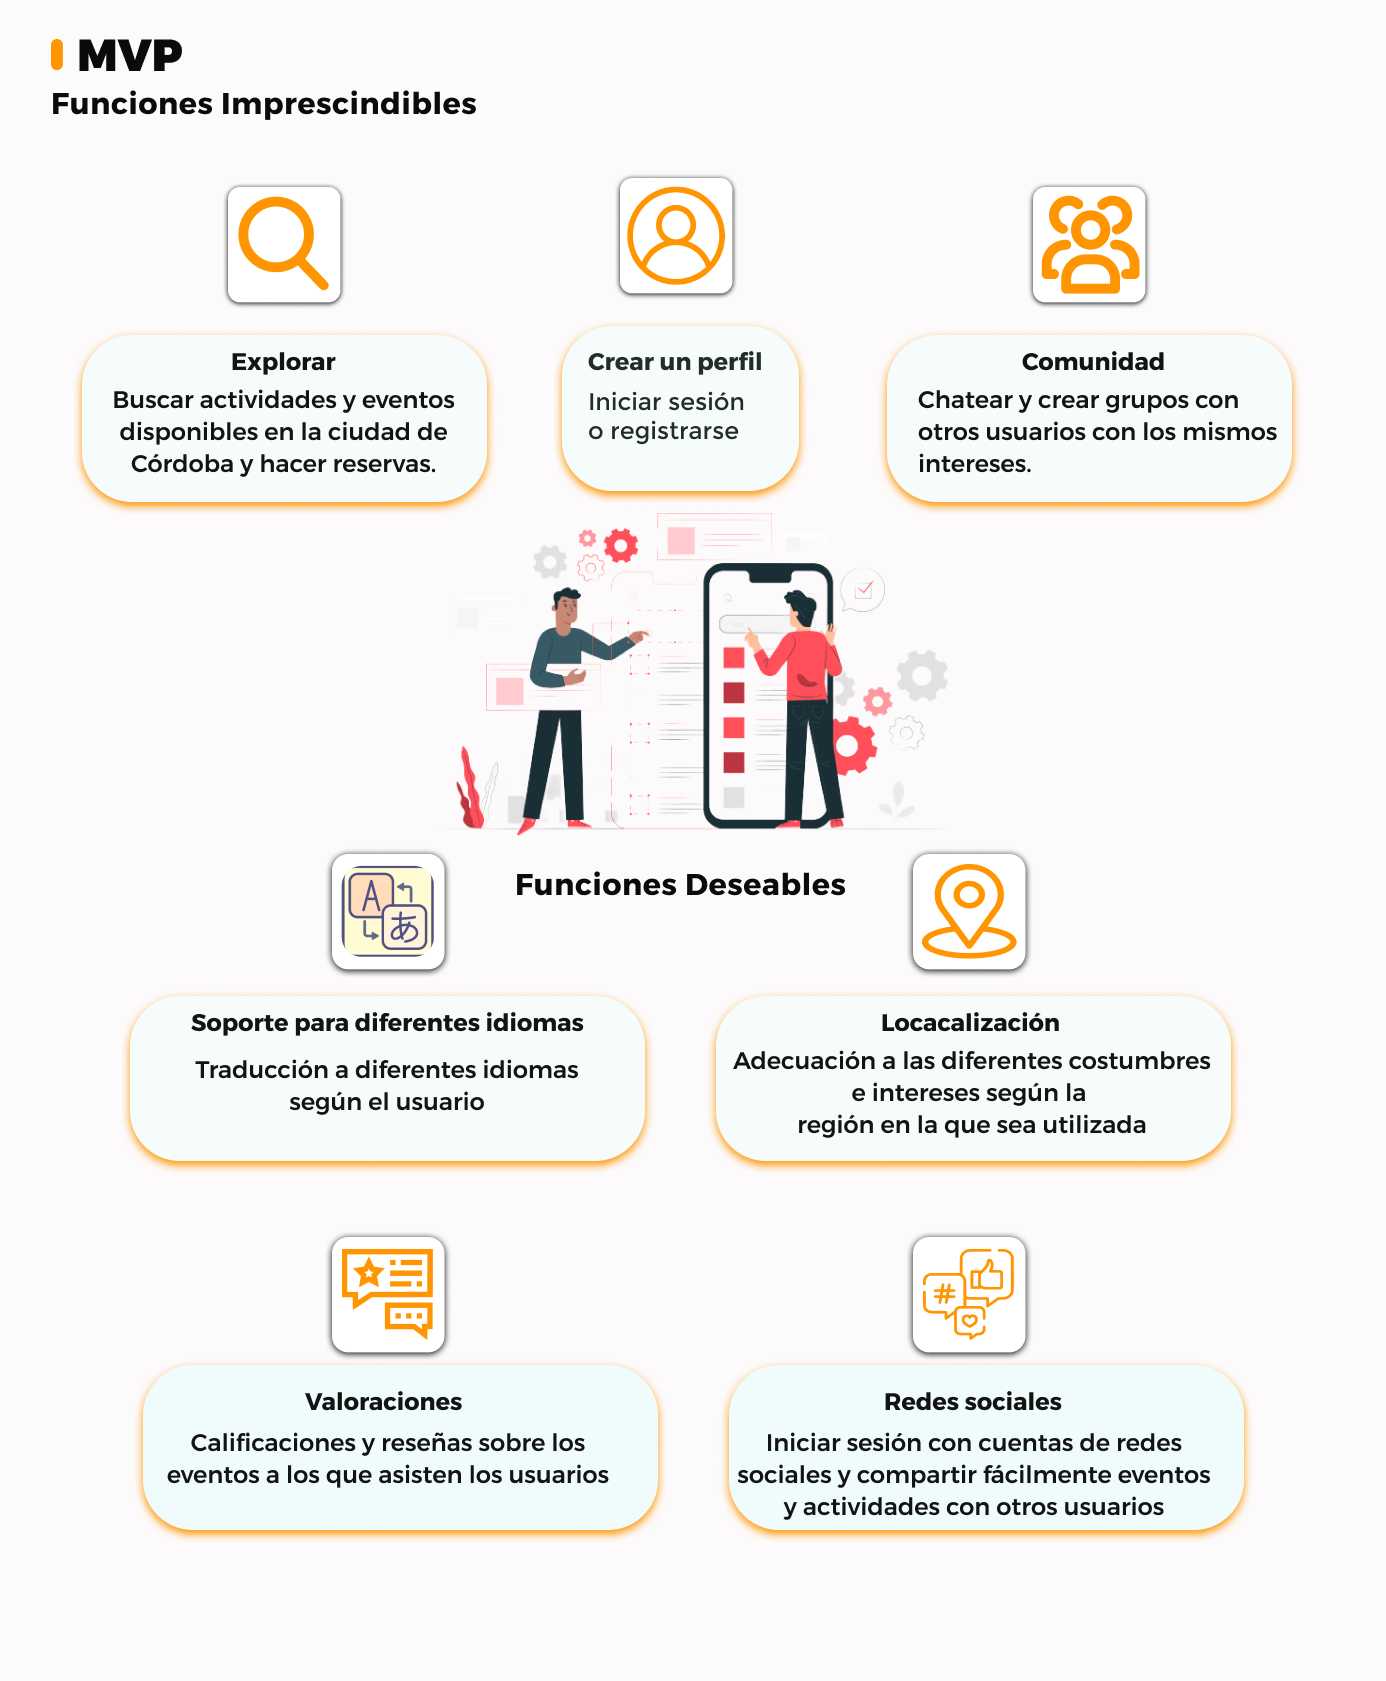 MVP
Funciones Imprescindibles
Explorar
Buscar actividades y eventos
disponibles en la ciudad de
Córdoba y hacer reservas.
Crear un perfil
Iniciar sesión
o registrarse
Comunidad
Chatear y crear grupos con
otros usuarios con los mismos
intereses.
Funciones Deseables
A
あ
Soporte para diferentes idiomas
Traducción a diferentes idiomas
según el usuario
Locacalización
Adecuación a las diferentes costumbres
e intereses según la
región en la que sea utilizada
Valoraciones
Calificaciones y reseñas sobre los
eventos a los que asisten los usuarios
#
Redes sociales
Iniciar sesión con cuentas de redes
sociales y compartir fácilmente eventos
y actividades con otros usuarios